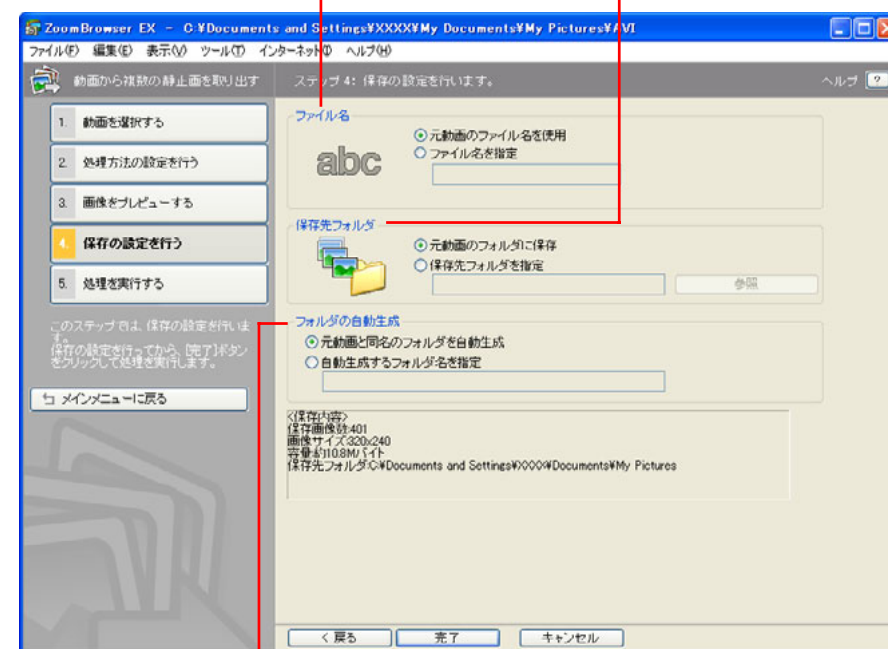 ZoomBrowser EX - C:¥Documents and Settings¥XXXX¥My Documents¥My Pictures¥AVI
ファイル(F) 編集(E) 表示(V) ツール(T) インターネット(I) ヘルプ(H)
動画から複数の静止画を取り出す
ステップ 4: 保存の設定を行います。
ヘルプ ?
1. 動画を選択する
2. 処理方法の設定を行う
3. 画像をプレビューする
4. 保存の設定を行う
5. 処理を実行する
このステップでは、保存の設定を行いま
す。
保存の設定を行ってから、[完了]ボタン
をクリックして処理を実行します。
メインメニューに戻る
ファイル名
abc
元動画のファイル名を使用
ファイル名を指定
保存先フォルダ
元動画のフォルダに保存
保存先フォルダを指定
参照
フォルダの自動生成
元動画と同名のフォルダを自動生成
自動生成するフォルダ名を指定
<保存内容>
保存画像数:401
画像サイズ:320x240
容量:約10.8Mバイト
保存先フォルダ:C:¥Documents and Settings¥XXXX¥Documents¥My Pictures
< 戻る
完了
キャンセル